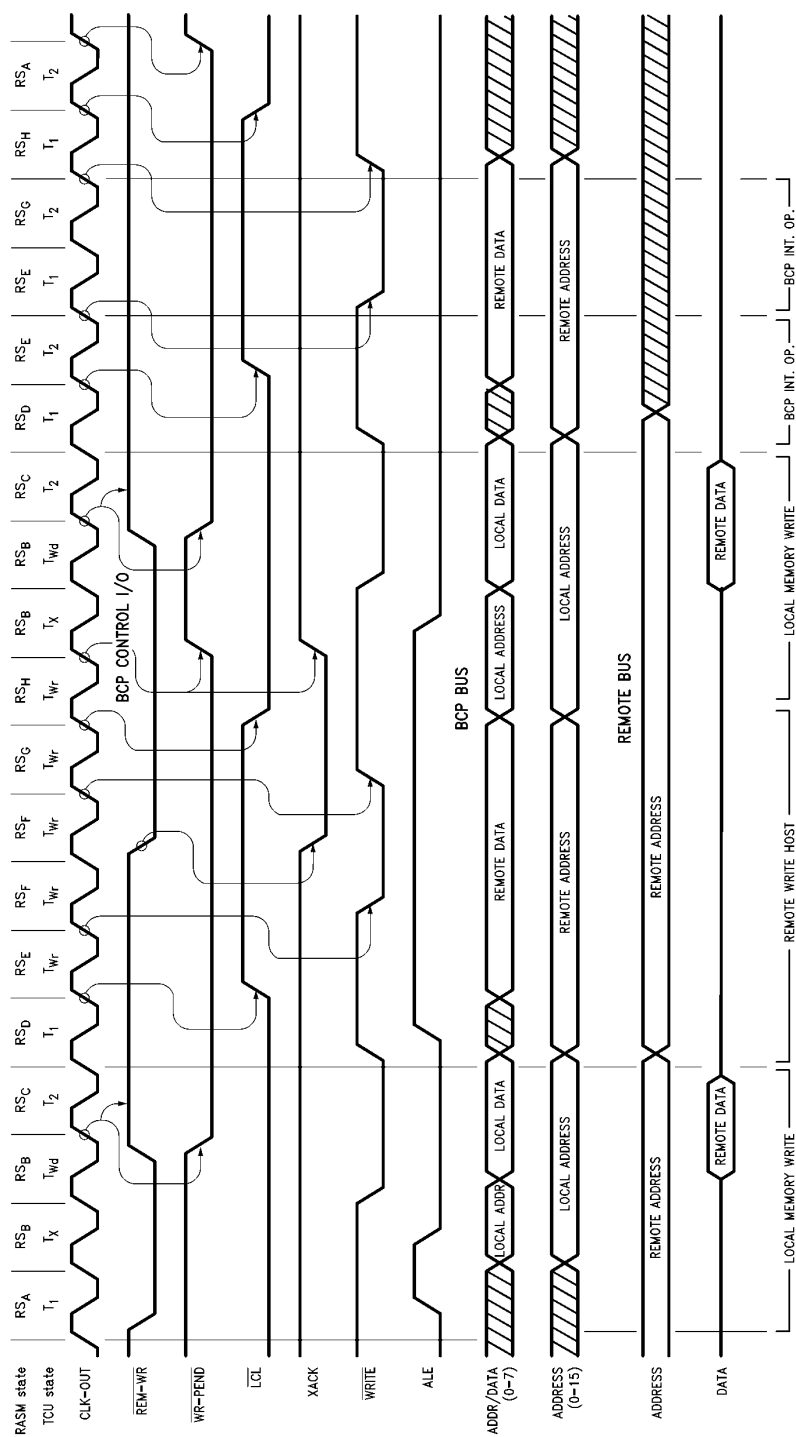 RASM state RSA RSB RSB RSC RSD RSE RSF RSF RSG RSH RSB RSB RSC RSD RSE RSE RSG RSH RSA
TCU state T1 TX TWd T2 T1 TWr TWr TWr TWr TWr TX TWd T2 T1 T2 T1 T2 T1 T2
CLK-OUT
REM-WR
BCP CONTROL I/O
WR-PEND
LCL
XACK
WRITE
ALE
BCP BUS
ADDR/DATA
(0-7)
LOCAL ADDR LOCAL DATA REMOTE DATA LOCAL ADDRESS LOCAL DATA REMOTE DATA
ADDRESS
(0-15)
LOCAL ADDRESS REMOTE ADDRESS LOCAL ADDRESS REMOTE ADDRESS
REMOTE BUS
ADDRESS REMOTE ADDRESS REMOTE ADDRESS
DATA REMOTE DATA REMOTE DATA
LOCAL MEMORY WRITE REMOTE WRITE HOST LOCAL MEMORY WRITE BCP INT. OP. BCP INT. OP.